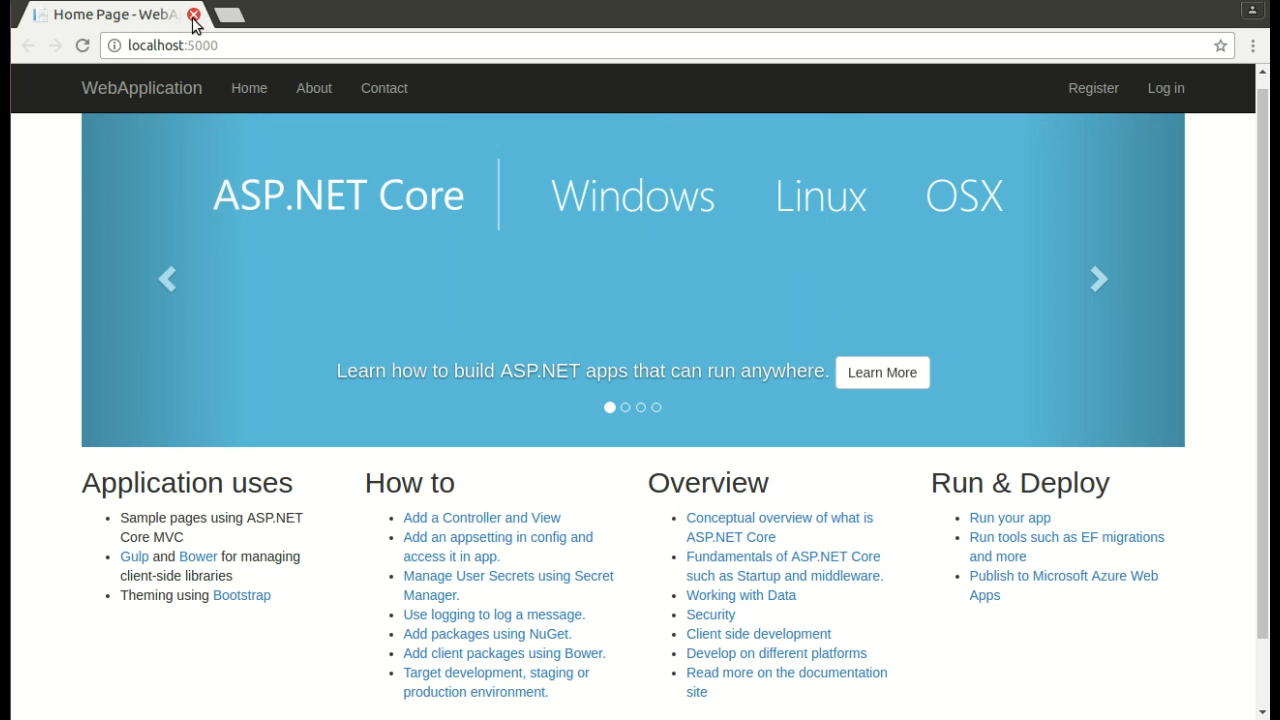 Home Page - WebA
localhost:5000
WebApplication Home About Contact Register Log in
ASP.NET Core Windows Linux OSX
Learn how to build ASP.NET apps that can run anywhere. Learn More
Application uses
Sample pages using ASP.NET
Core MVC
Gulp and Bower for managing
client-side libraries
Theming using Bootstrap
How to
Add a Controller and View
Add an appsetting in config and
access it in app.
Manage User Secrets using Secret
Manager.
Use logging to log a message.
Add packages using NuGet.
Add client packages using Bower.
Target development, staging or
production environment.
Overview
Conceptual overview of what is
ASP.NET Core
Fundamentals of ASP.NET Core
such as Startup and middleware.
Working with Data
Security
Client side development
Develop on different platforms
Read more on the documentation
site
Run & Deploy
Run your app
Run tools such as EF migrations
and more
Publish to Microsoft Azure Web
Apps